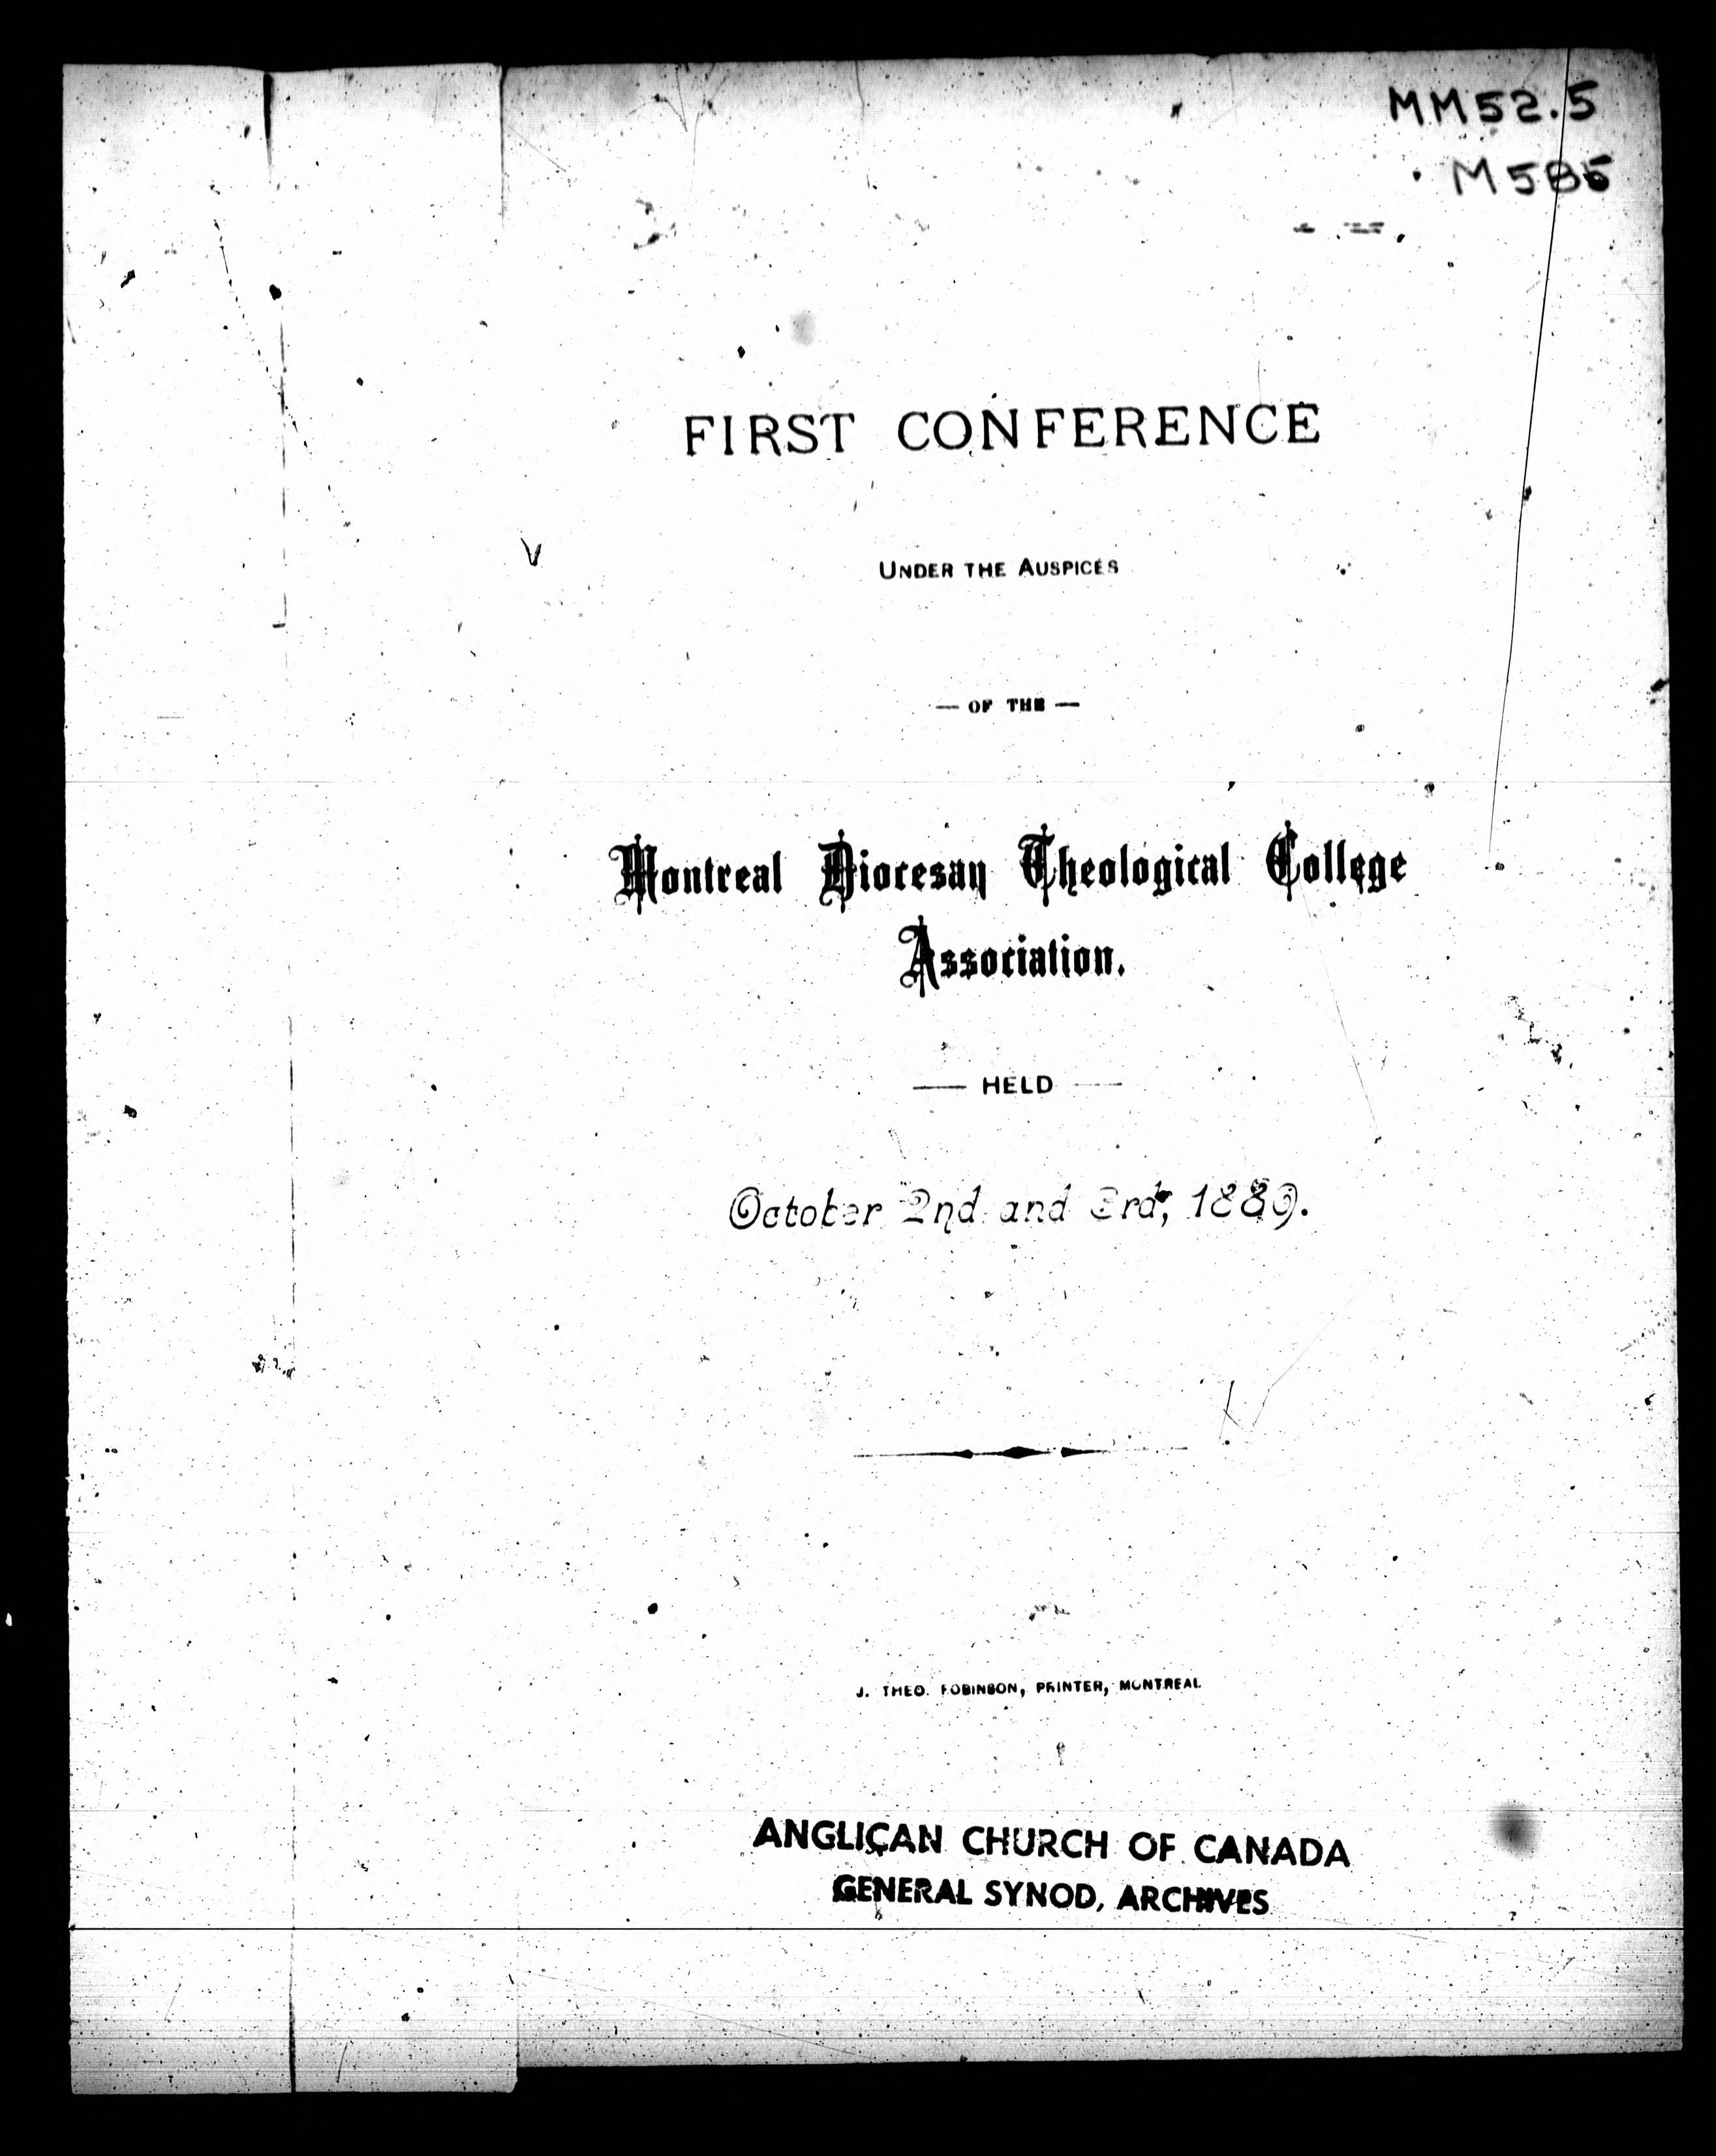 MM52.5
M585
FIRST CONFERENCE
UNDER THE AUSPICES
— OF THE —
Montreal Diocesan Theological College
Association.
— HELD —
October 2nd and 3rd, 1889.
J. THEO. ROBINSON, PRINTER, MONTREAL
ANGLICAN CHURCH OF CANADA
GENERAL SYNOD, ARCHIVES